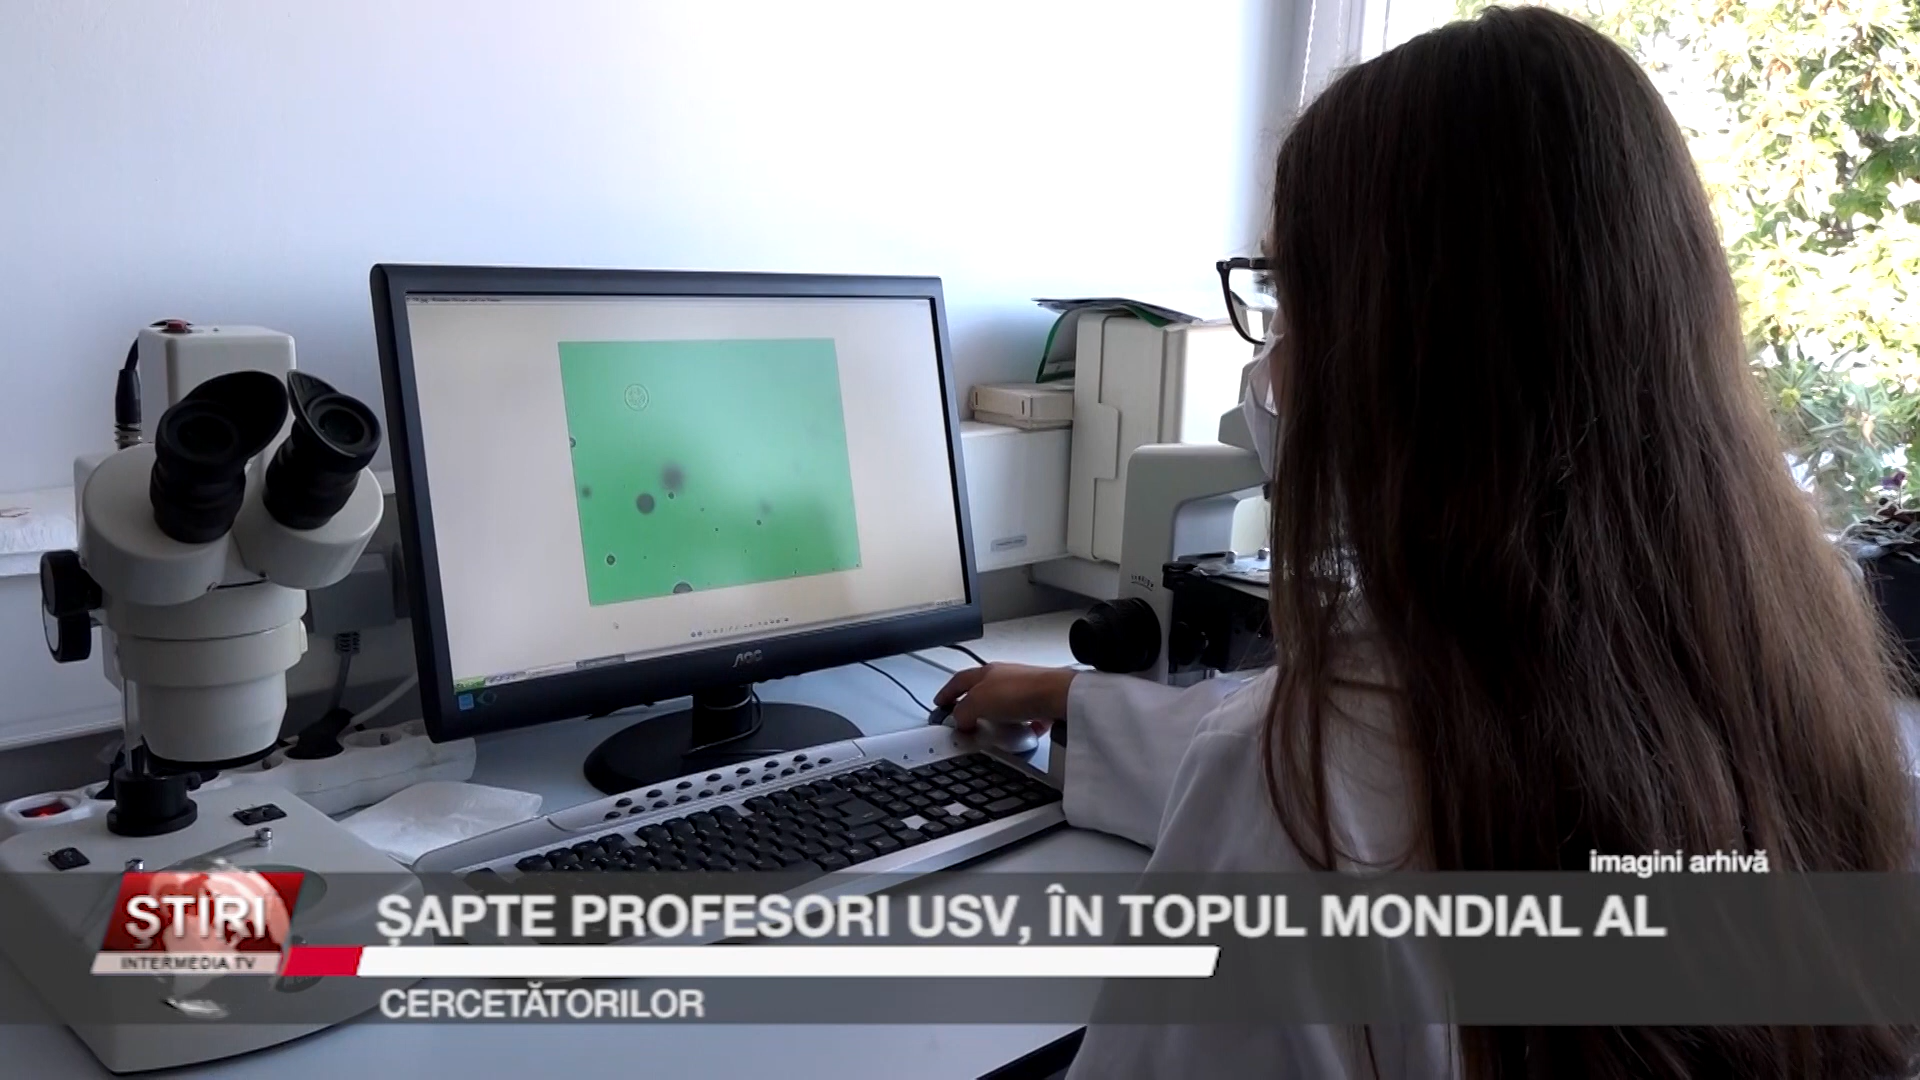 AOC
imagini arhivă
ȘTIRI
INTERMEDIA TV
ȘAPTE PROFESORI USV, ÎN TOPUL MONDIAL AL
CERCETĂTORILOR